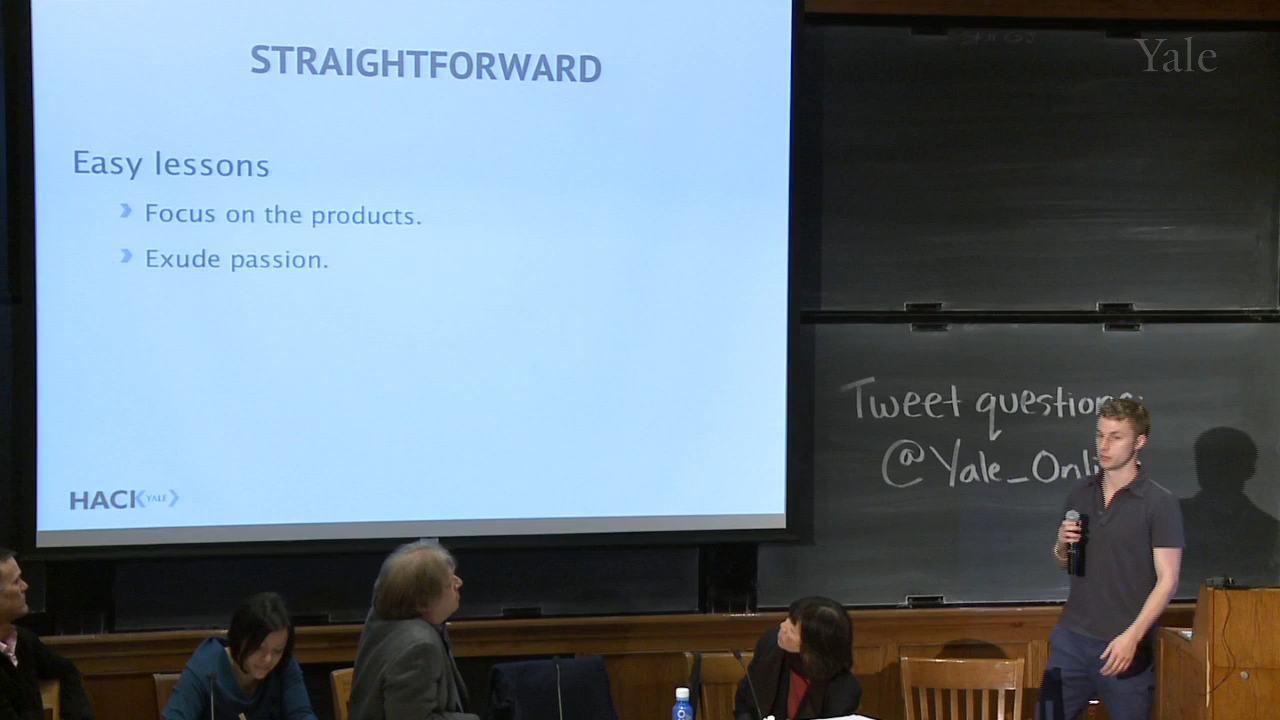 STRAIGHTFORWARD
Easy lessons
Focus on the products.
Exude passion.
HACK
YALE
Yale
Tweet questions:
@Yale_Onli